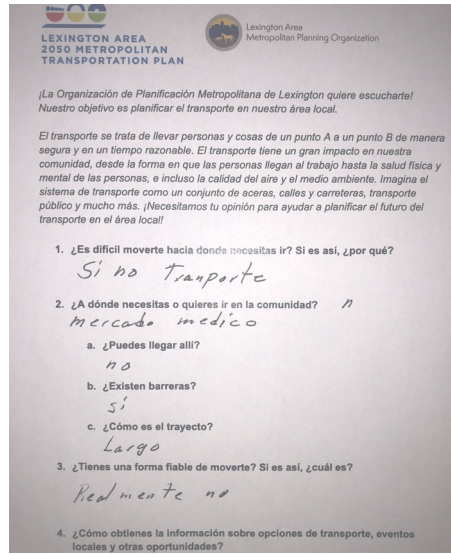 LEXINGTON AREA
2050 METROPOLITAN
TRANSPORTATION PLAN
Lexington Area
Metropolitan Planning Organization
¡La Organización de Planificación Metropolitana de Lexington quiere escucharte!
Nuestro objetivo es planificar el transporte en nuestro área local.
El transporte se trata de llevar personas y cosas de un punto A a un punto B de manera
segura y en un tiempo razonable. El transporte tiene un gran impacto en nuestra
comunidad, desde la forma en que las personas llegan al trabajo hasta la salud física y
mental de las personas, e incluso la calidad del aire y el medio ambiente. Imagina el
sistema de transporte como un conjunto de aceras, calles y carreteras, transporte
público y mucho más. ¡Necesitamos tu opinión para ayudar a planificar el futuro del
transporte en el área local!
1. ¿Es difícil moverte hacia donde necesitas ir? Si es así, ¿por qué?
Sí no Tranporte
2. ¿A dónde necesitas o quieres ir en la comunidad? n
mercado medico
a. ¿Puedes llegar allí?
no
b. ¿Existen barreras?
sí
c. ¿Cómo es el trayecto?
Largo
3. ¿Tienes una forma fiable de moverte? Si es así, ¿cuál es?
Realmente no
4. ¿Cómo obtienes la información sobre opciones de transporte, eventos
locales y otras oportunidades?